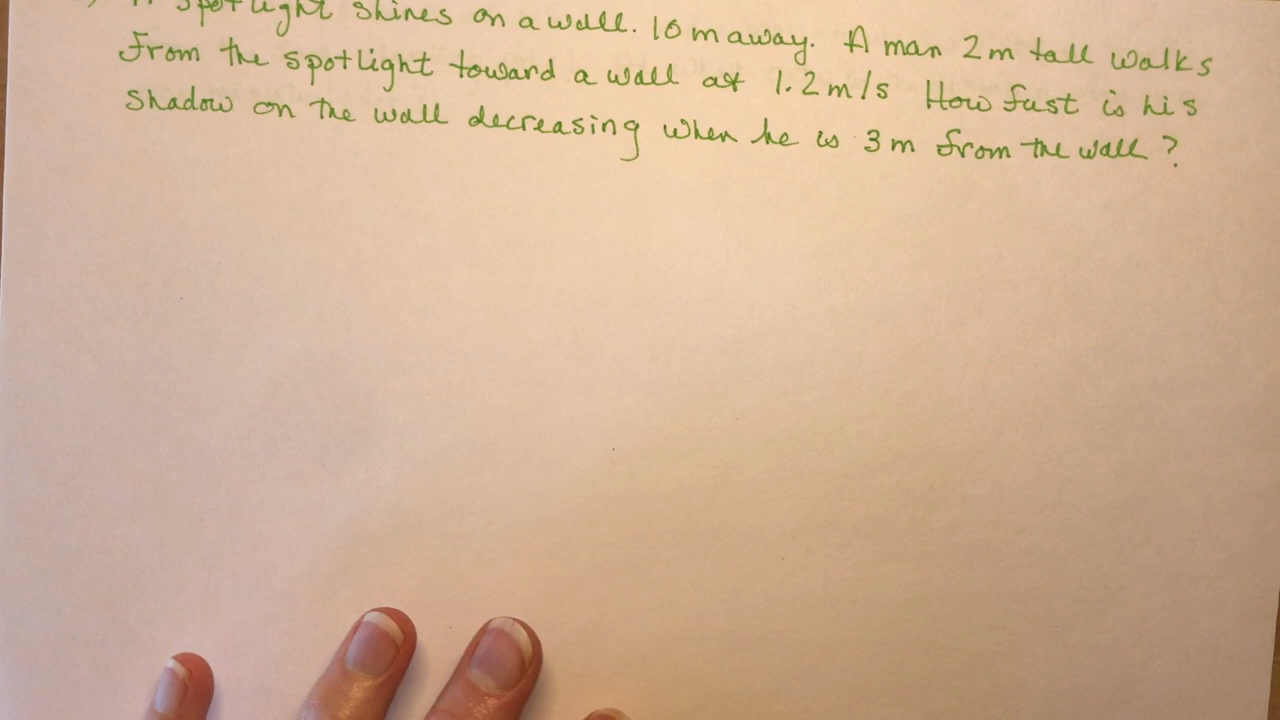 A spotlight shines on a wall. 10 m away. A man 2 m tall walks
From the spotlight toward a wall at 1.2 m/s How fast is his
shadow on the wall decreasing when he is 3 m from the wall?